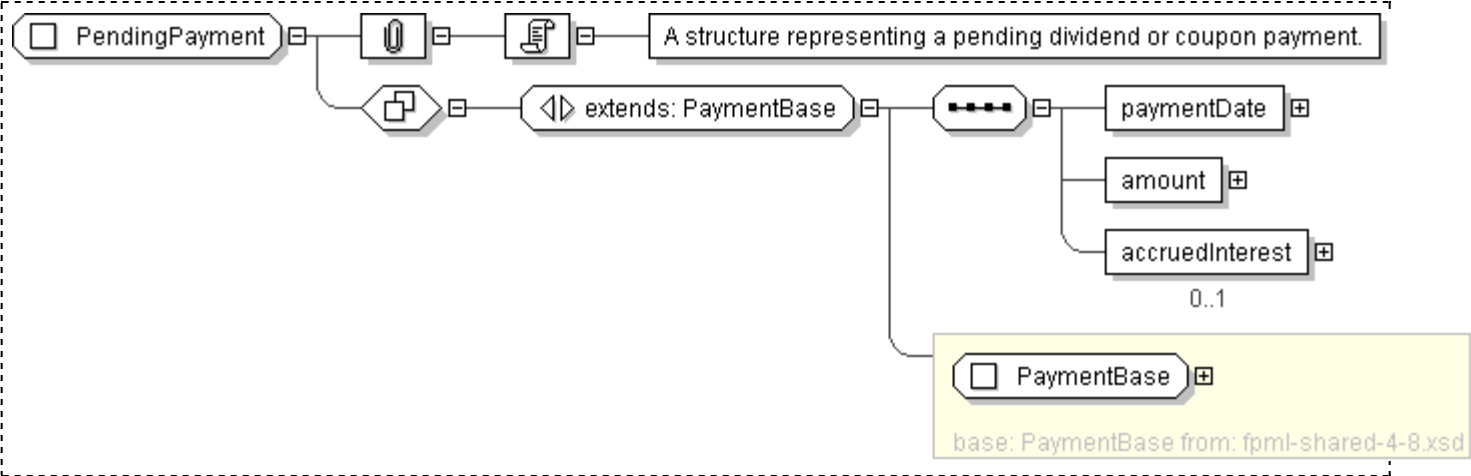 PendingPayment
A structure representing a pending dividend or coupon payment.
extends: PaymentBase
paymentDate
amount
accruedInterest
0..1
PaymentBase
base: PaymentBase from: fpml-shared-4-8.xsd